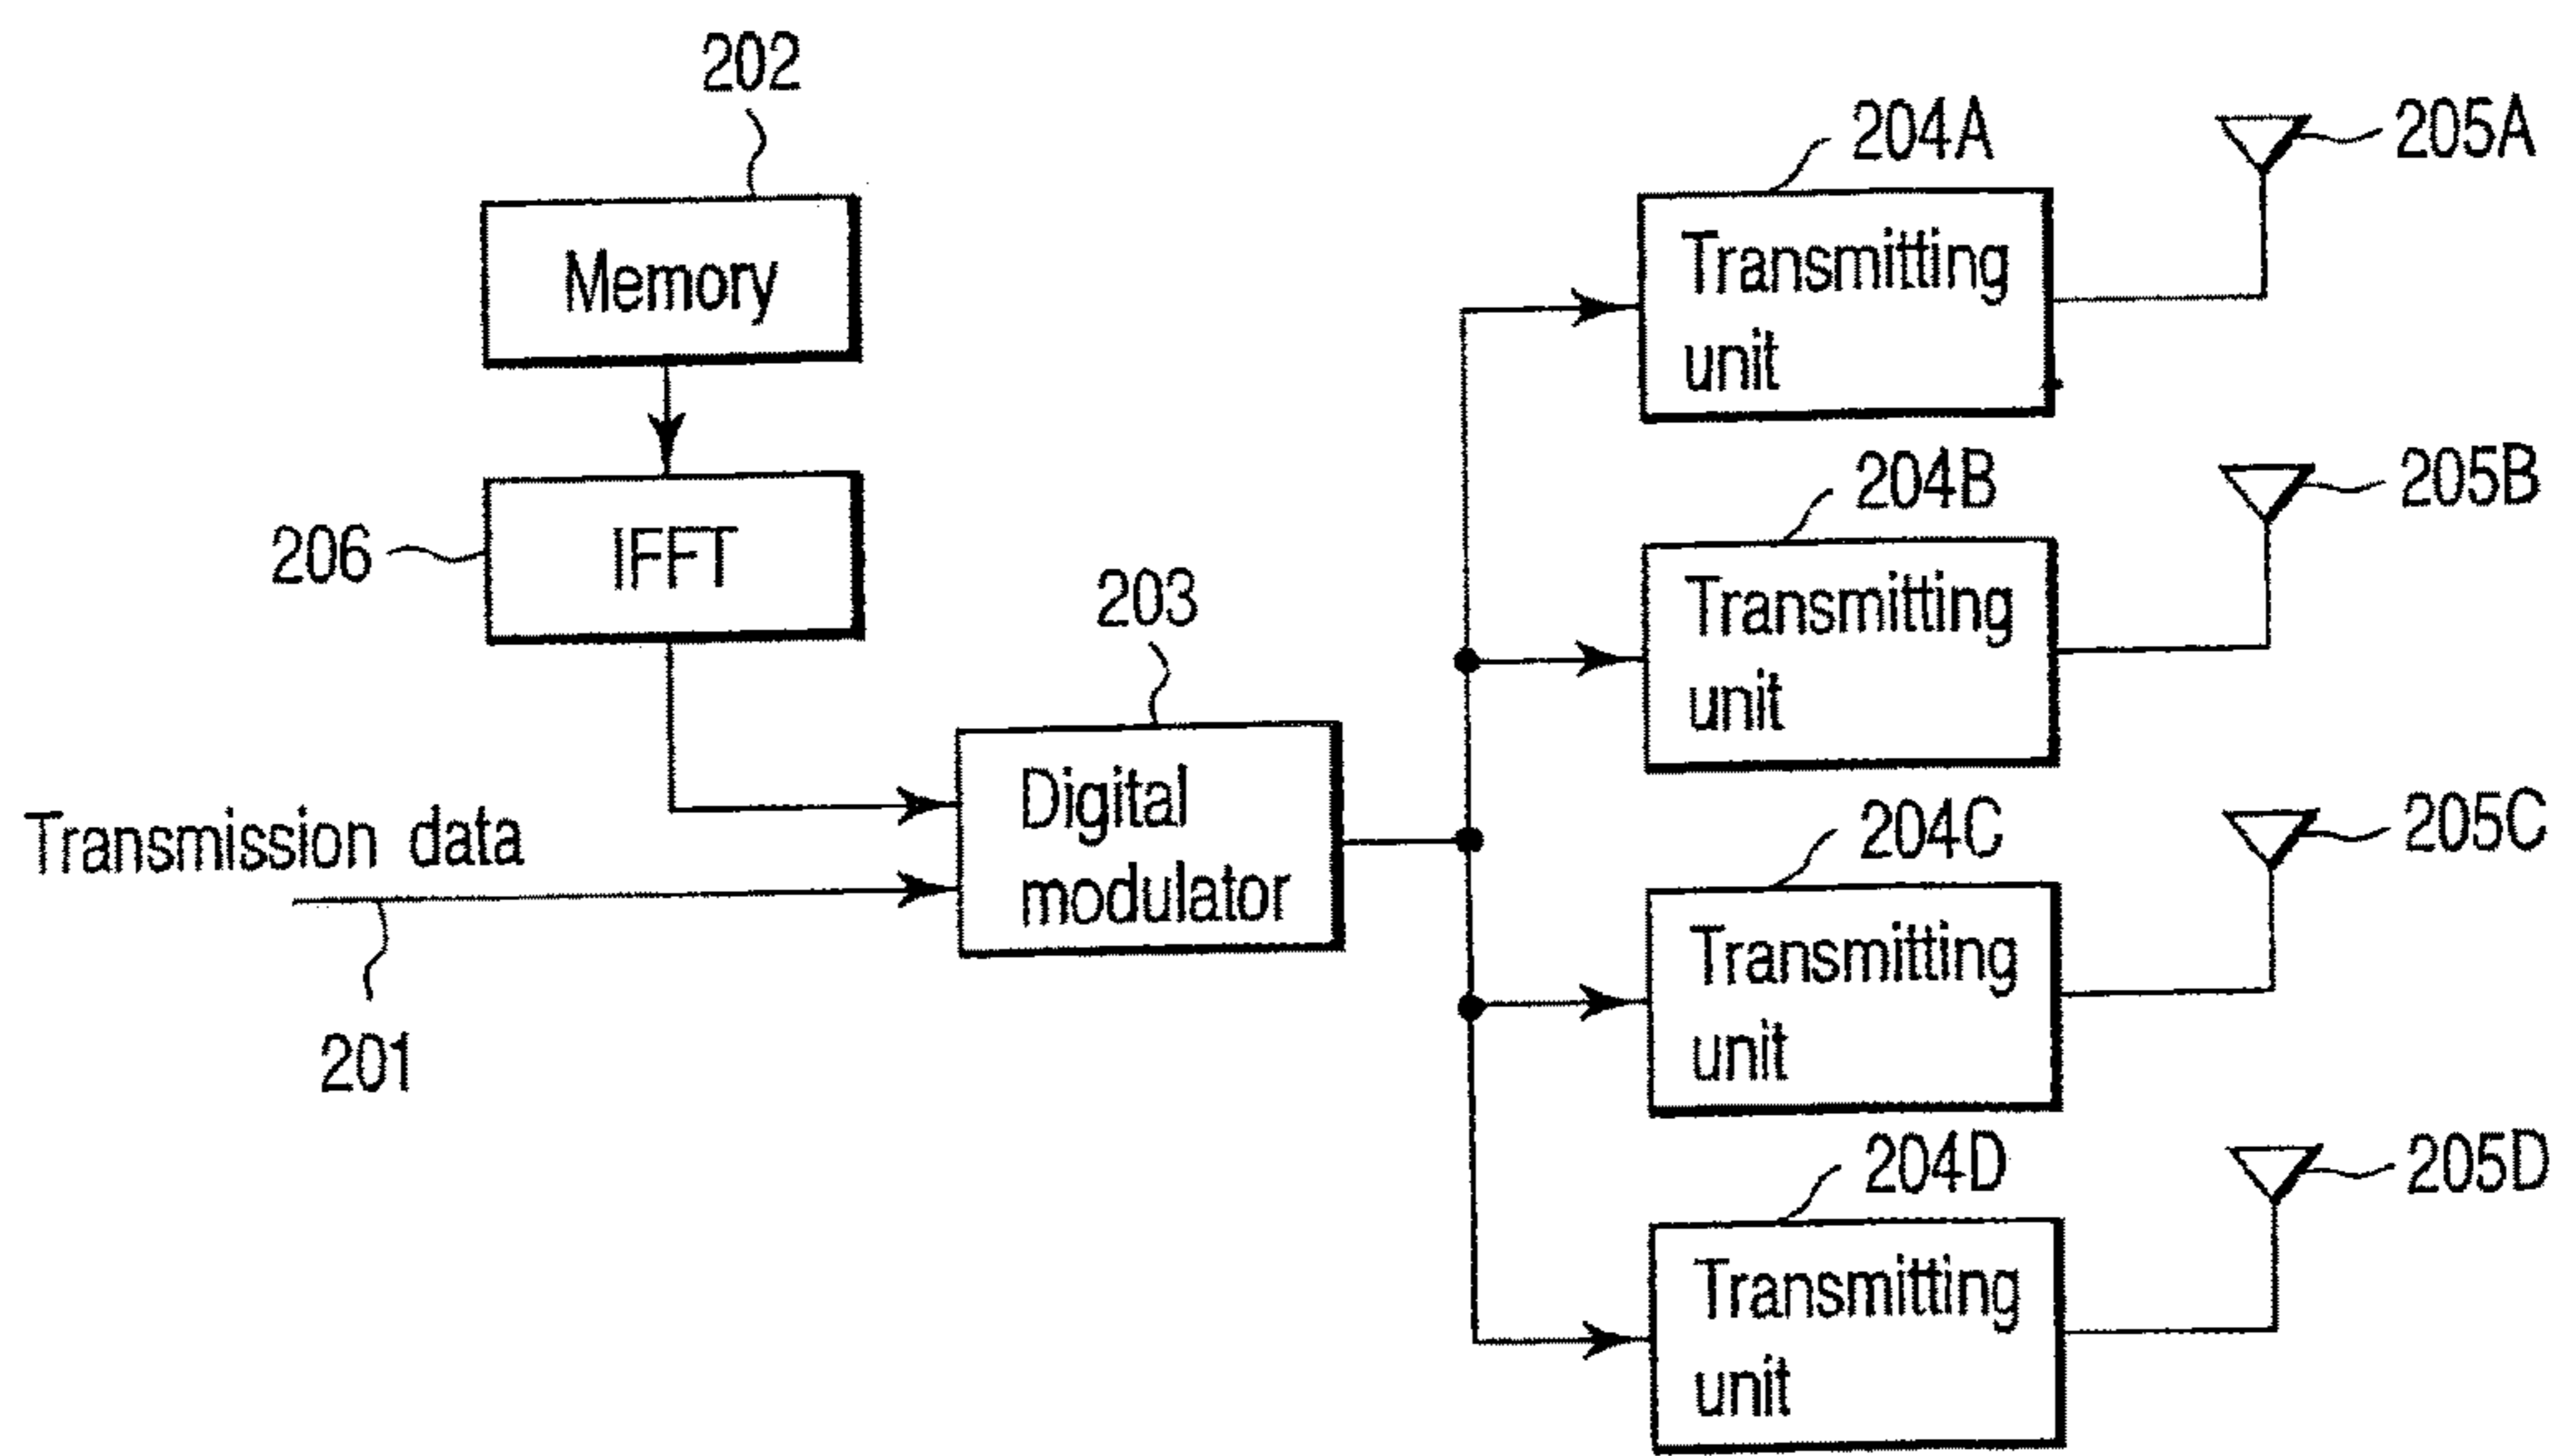 202
204A
205A
Memory
Transmitting
unit
204B
205B
206
IFFT
203
Transmitting
unit
Digital
modulator
Transmission data
204C
205C
Transmitting
unit
201
204D
205D
Transmitting
unit